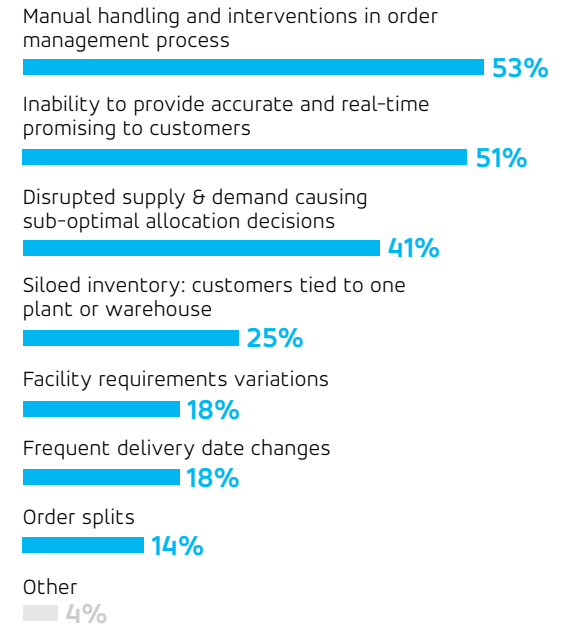 Manual handling and interventions in order
management process
53%
Inability to provide accurate and real-time
promising to customers
51%
Disrupted supply & demand causing
sub-optimal allocation decisions
41%
Siloed inventory: customers tied to one
plant or warehouse
25%
Facility requirements variations
18%
Frequent delivery date changes
18%
Order splits
14%
Other
4%